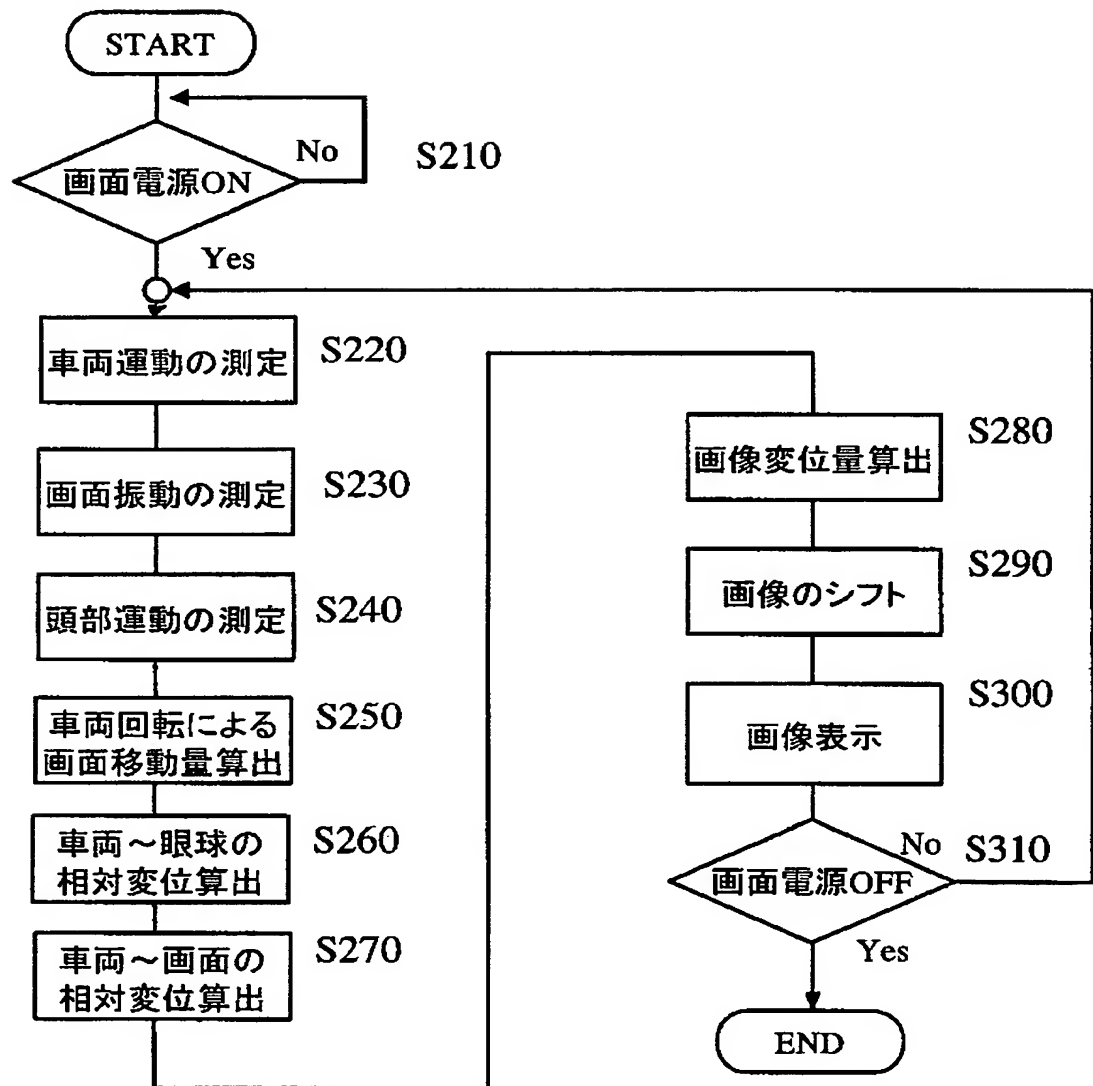 START
No
S210
画面電源ON
Yes
車両運動の測定
S220
画面振動の測定
S230
頭部運動の測定
S240
車両回転による
画面移動量算出
S250
車両～眼球の
相対変位算出
S260
車両～画面の
相対変位算出
S270
画像変位量算出
S280
画像のシフト
S290
画像表示
S300
画面電源OFF
No
S310
Yes
END